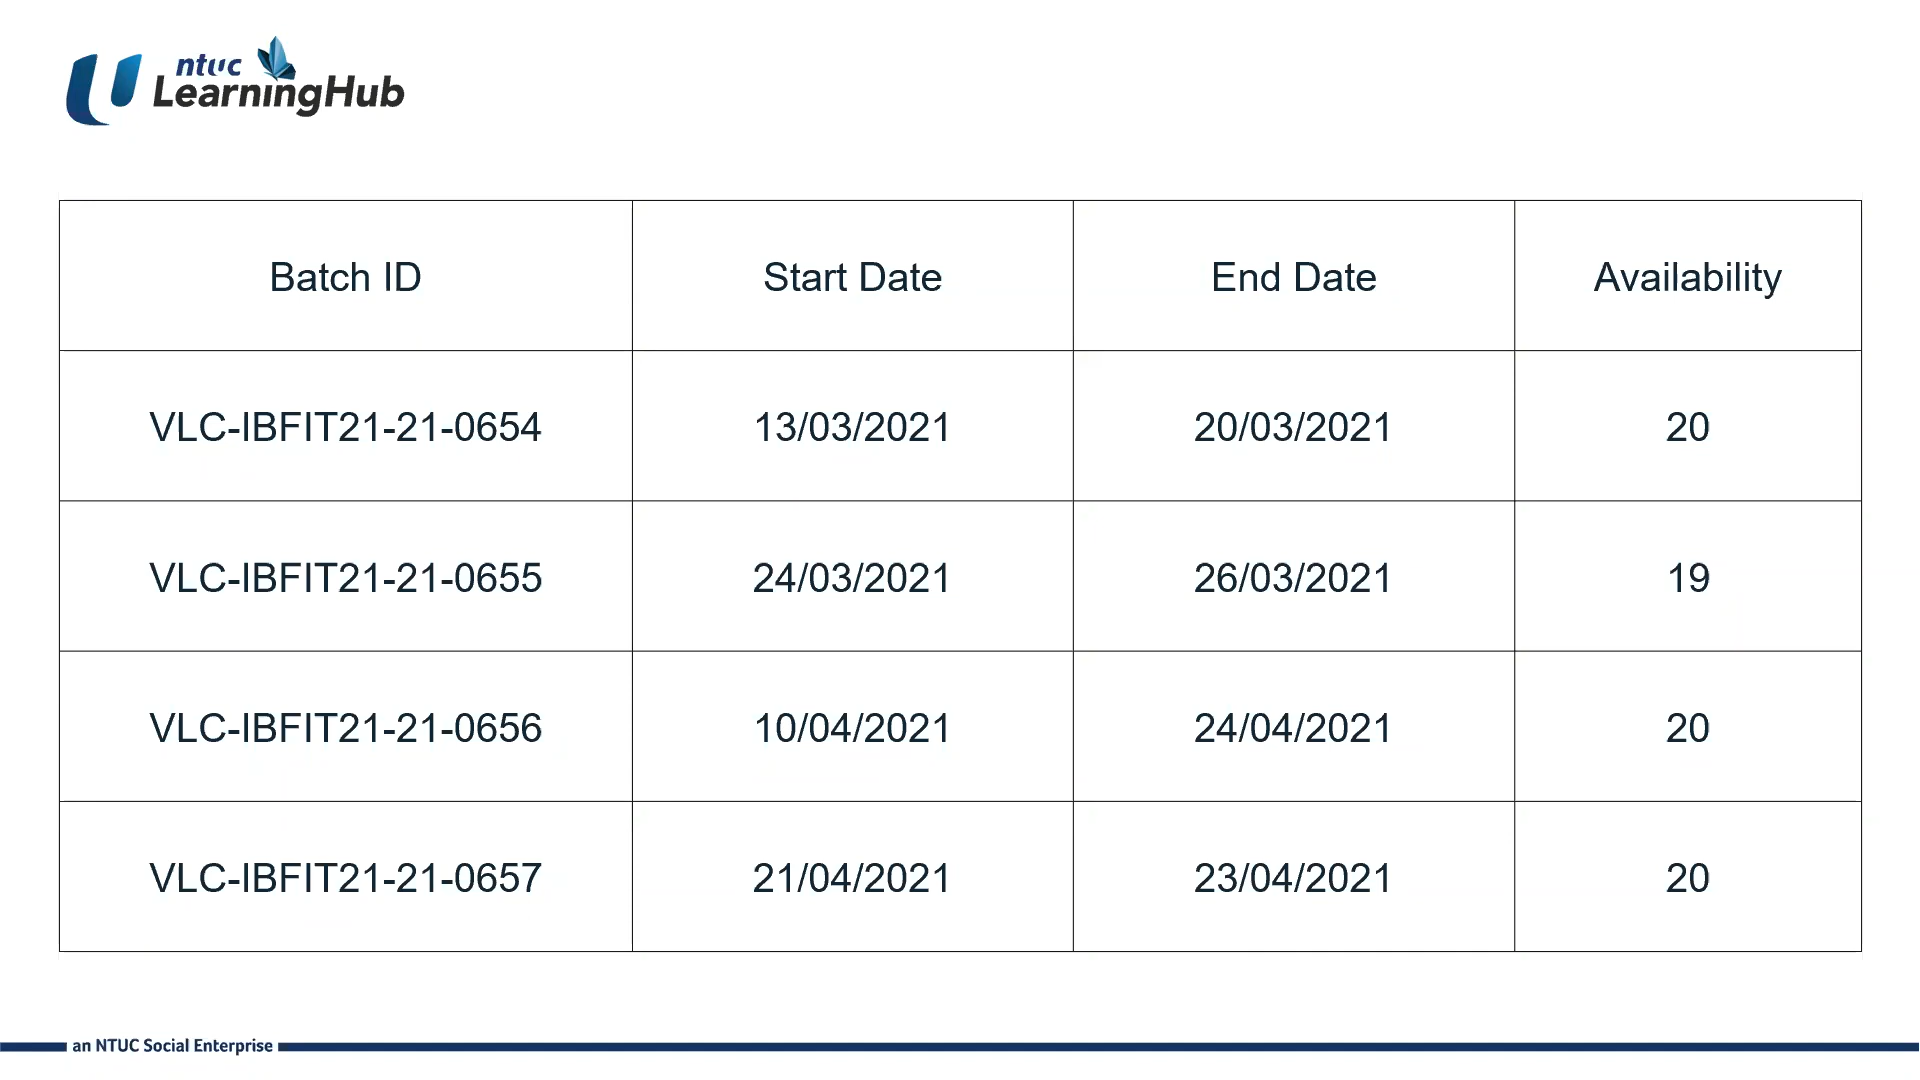 ntuc
LearningHub
Batch ID Start Date End Date Availability
VLC-IBFIT21-21-0654 13/03/2021 20/03/2021 20
VLC-IBFIT21-21-0655 24/03/2021 26/03/2021 19
VLC-IBFIT21-21-0656 10/04/2021 24/04/2021 20
VLC-IBFIT21-21-0657 21/04/2021 23/04/2021 20
an NTUC Social Enterprise